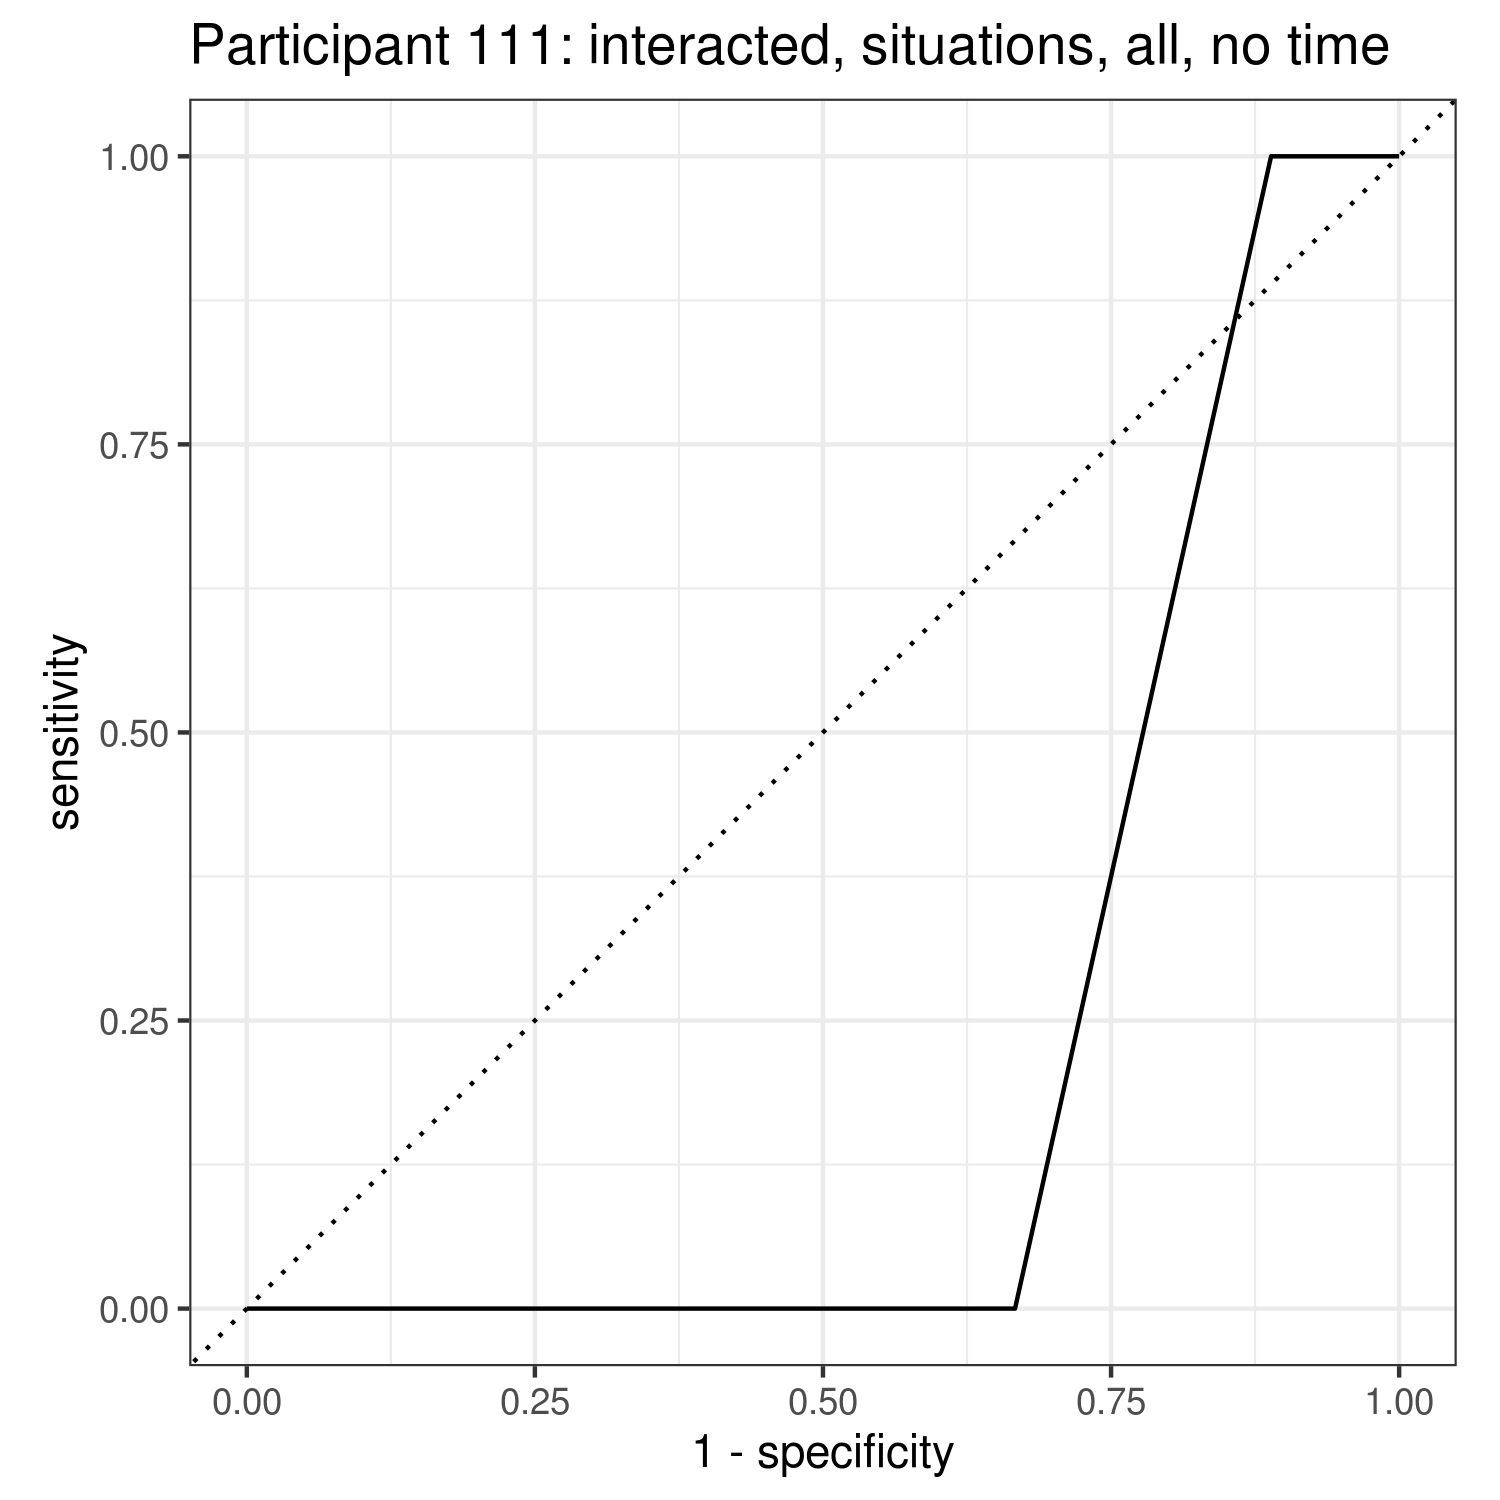 Participant 111: interacted, situations, all, no time
1.00
0.75
0.50
0.25
0.00
sensitivity
0.00 0.25 0.50 0.75 1.00
1 - specificity